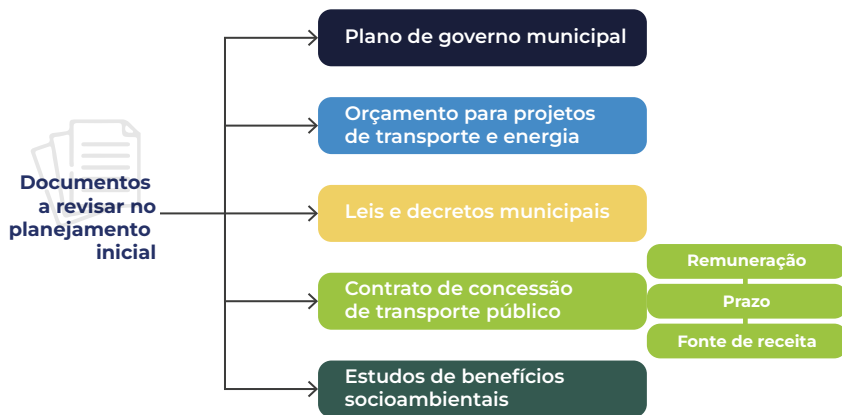 Documentos
a revisar no
planejamento
inicial
Plano de governo municipal
Orçamento para projetos
de transporte e energia
Leis e decretos municipais
Contrato de concessão
de transporte público
Remuneração
Prazo
Fonte de receita
Estudos de benefícios
socioambientais